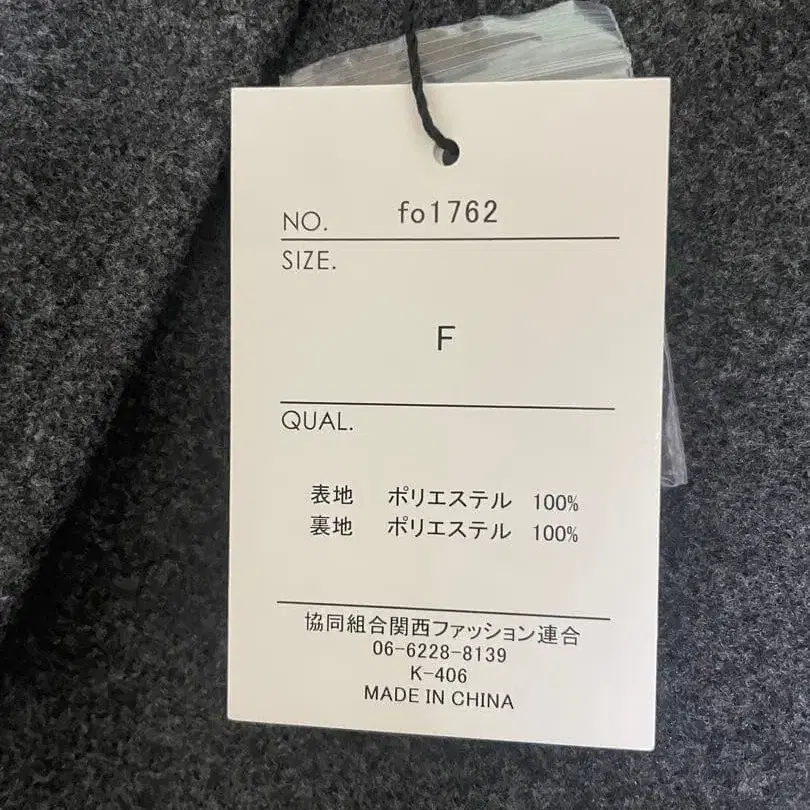 NO. fo1762
SIZE.
F
QUAL.
表地 ポリエステル 100%
裏地 ポリエステル 100%
協同組合関西ファッション連合
06-6228-8139
K-406
MADE IN CHINA